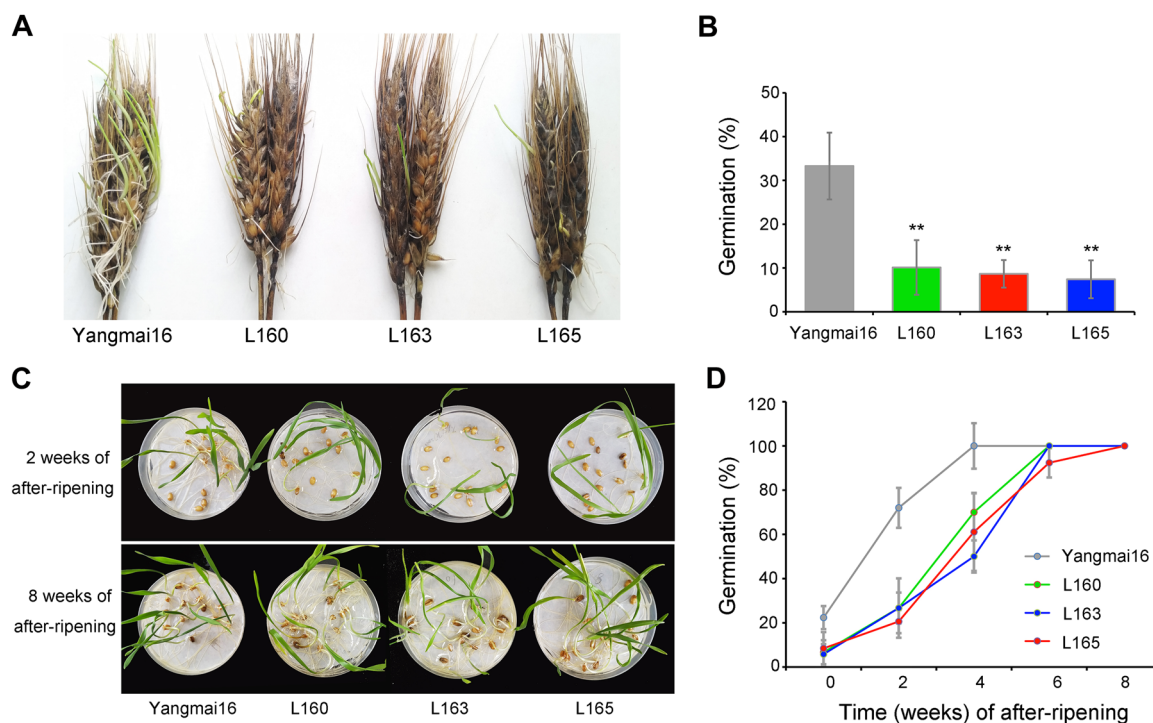 A
Yangmai16 L160 L163 L165
B
Germination (%)
50
40
30
20
10
0
** ** **
Yangmai16 L160 L163 L165
C
2 weeks of
after-ripening
8 weeks of
after-ripening
Yangmai16 L160 L163 L165
D
Germination (%)
120
100
80
60
40
20
0
Yangmai16
L160
L163
L165
0 2 4 6 8
Time (weeks) of after-ripening